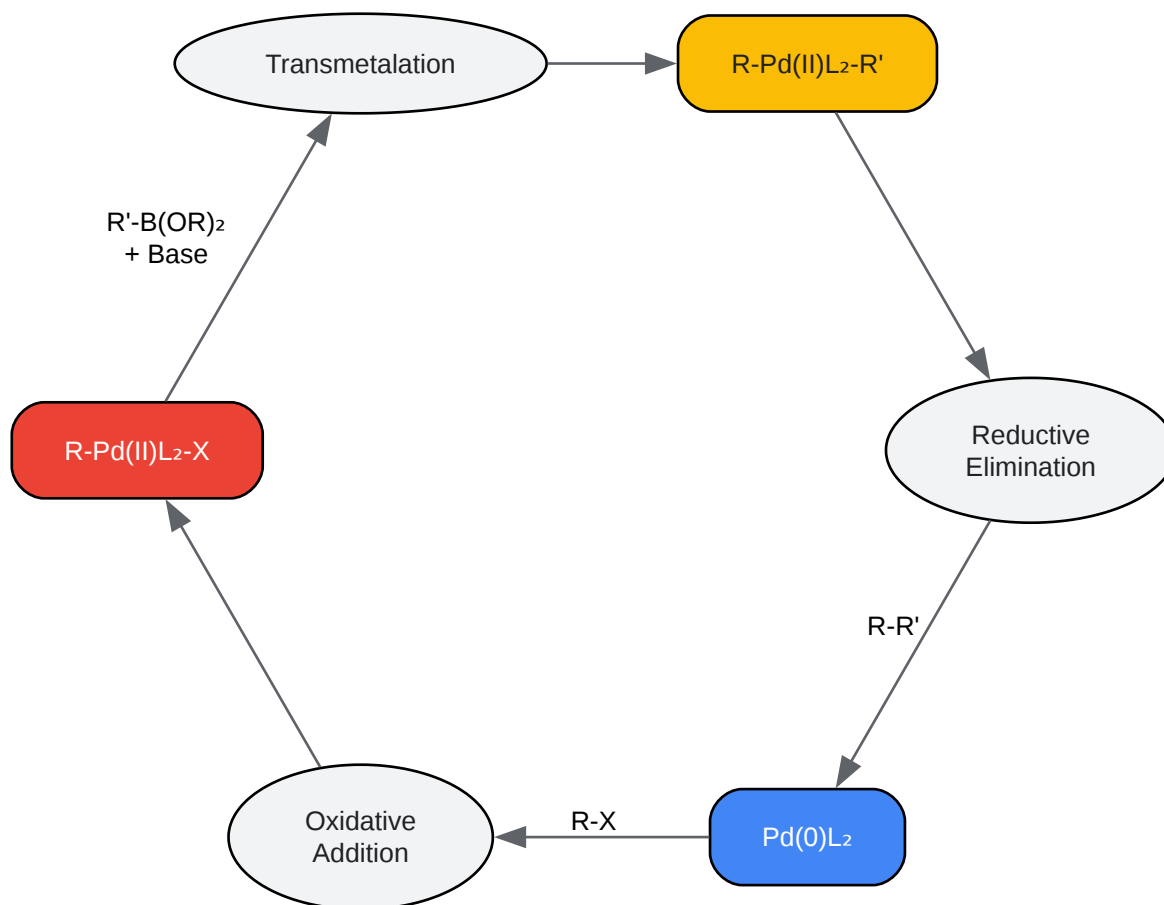 Transmetalation
R-Pd(II)L₂-R'
R'-B(OR)₂
+ Base
R-Pd(II)L₂-X
Reductive
Elimination
R-R'
Oxidative
Addition
R-X
Pd(0)L₂